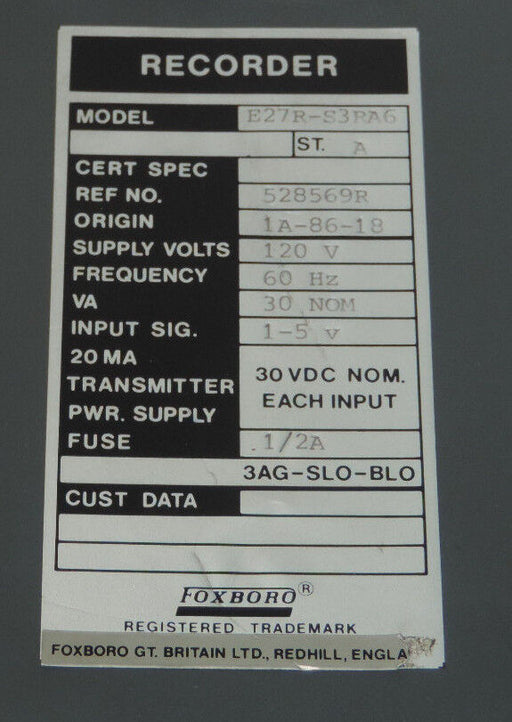 RECORDER
MODEL E27R-S3RA6
ST. A
CERT SPEC
REF NO. 528569R
ORIGIN 1A-86-18
SUPPLY VOLTS 120 V
FREQUENCY 60 Hz
VA 30 NOM
INPUT SIG. 1-5 v
20 MA
TRANSMITTER 30 VDC NOM.
PWR. SUPPLY EACH INPUT
FUSE .1/2A
3AG-SLO-BLO
CUST DATA
FOXBORO®
REGISTERED TRADEMARK
FOXBORO GT. BRITAIN LTD., REDHILL,